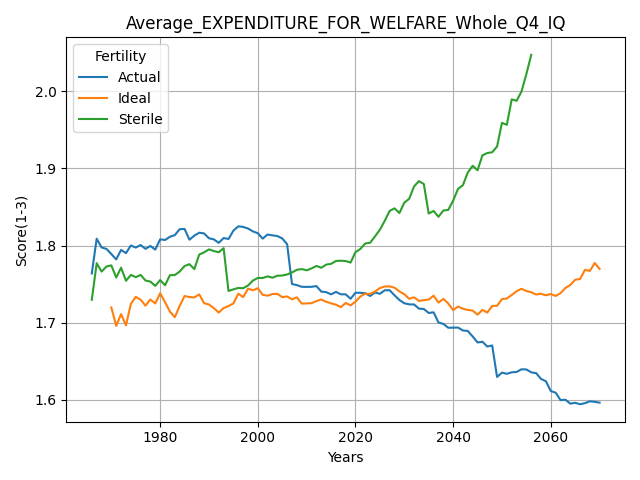 Average_EXPENDITURE_FOR_WELFARE_Whole_Q4_IQ
Fertility
Actual
Ideal
Sterile
Score(1-3)
2.0
1.9
1.8
1.7
1.6
1980
2000
2020
2040
2060
Years